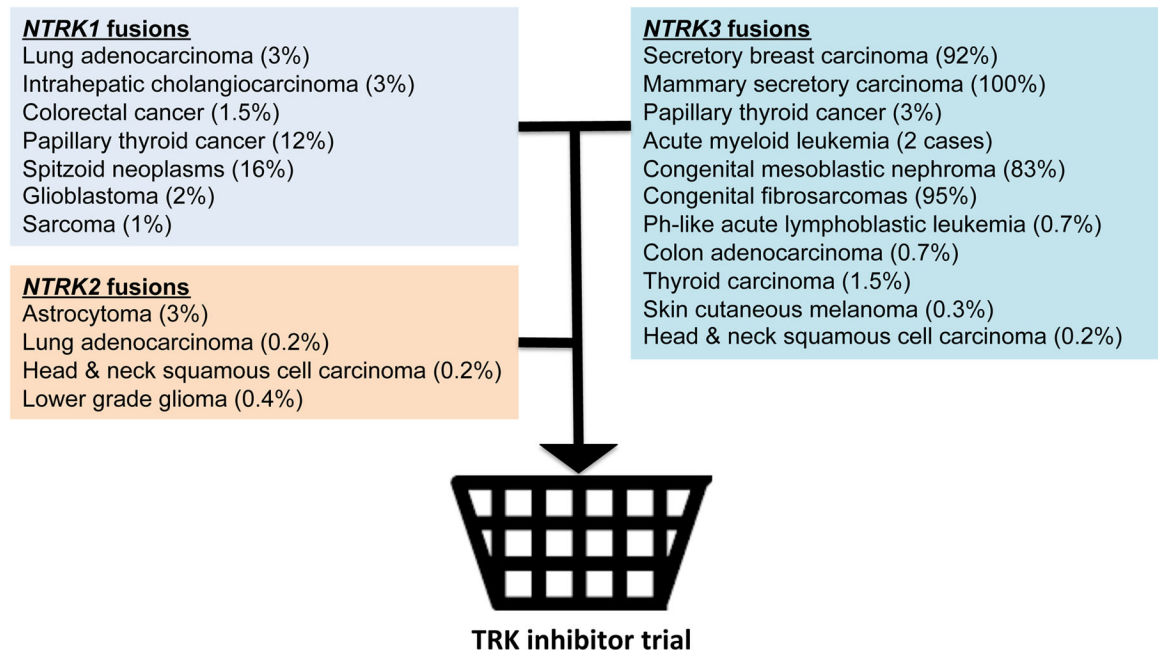 NTRK1 fusions
Lung adenocarcinoma (3%)
Intrahepatic cholangiocarcinoma (3%)
Colorectal cancer (1.5%)
Papillary thyroid cancer (12%)
Spitzoid neoplasms (16%)
Glioblastoma (2%)
Sarcoma (1%)
NTRK2 fusions
Astrocytoma (3%)
Lung adenocarcinoma (0.2%)
Head & neck squamous cell carcinoma (0.2%)
Lower grade glioma (0.4%)
NTRK3 fusions
Secretory breast carcinoma (92%)
Mammary secretory carcinoma (100%)
Papillary thyroid cancer (3%)
Acute myeloid leukemia (2 cases)
Congenital mesoblastic nephroma (83%)
Congenital fibrosarcomas (95%)
Ph-like acute lymphoblastic leukemia (0.7%)
Colon adenocarcinoma (0.7%)
Thyroid carcinoma (1.5%)
Skin cutaneous melanoma (0.3%)
Head & neck squamous cell carcinoma (0.2%)
TRK inhibitor trial